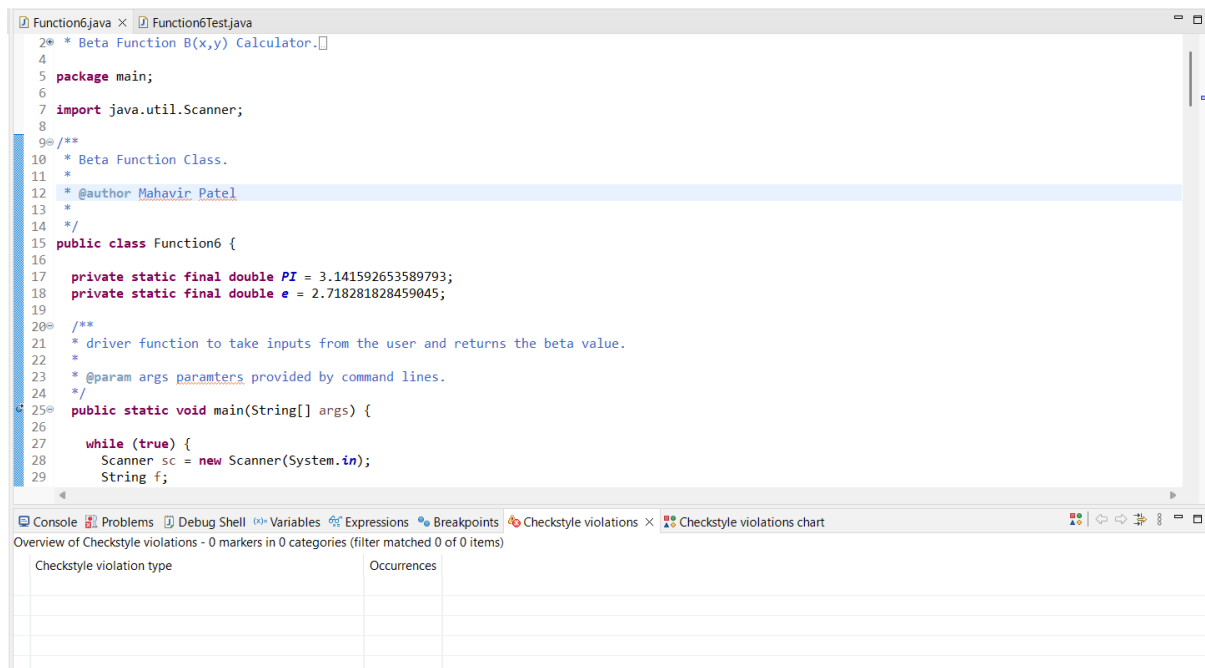 Function6.java Function6Test.java
2 * Beta Function B(x,y) Calculator.
4
5 package main;
6
7 import java.util.Scanner;
8
9 /**
10 * Beta Function Class.
11 *
12 * @author Mahavir Patel
13 *
14 */
15 public class Function6 {
16
17 private static final double PI = 3.141592653589793;
18 private static final double e = 2.718281828459045;
19
20 /**
21 * driver function to take inputs from the user and returns the beta value.
22 *
23 * @param args paramters provided by command lines.
24 */
25 public static void main(String[] args) {
26
27 while (true) {
28 Scanner sc = new Scanner(System.in);
29 String f;
Console Problems Debug Shell (x)= Variables Expressions Breakpoints Checkstyle violations Checkstyle violations chart
Overview of Checkstyle violations - 0 markers in 0 categories (filter matched 0 of 0 items)
Checkstyle violation type Occurrences